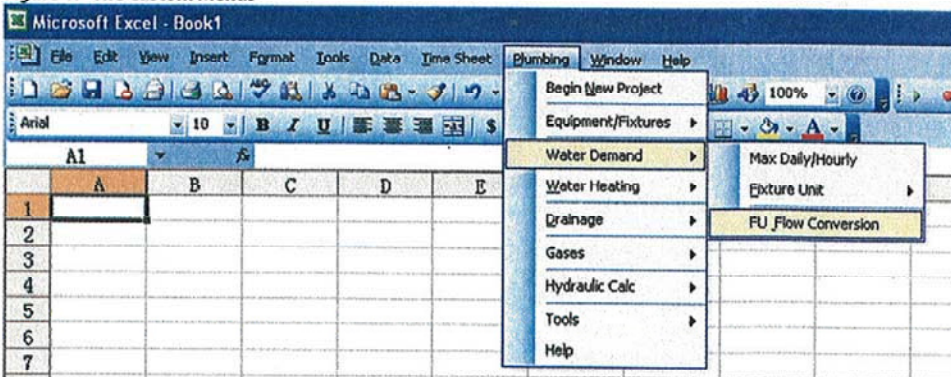 Microsoft Excel - Book1
File Edit View Insert Format Tools Data Time Sheet Plumbing Window Help
100%
Arial 10 B I U $ A
A1 fx
A B C D E
1
2
3
4
5
6
7
Begin New Project
Equipment/Fixtures
Water Demand
Water Heating
Drainage
Gases
Hydraulic Calc
Tools
Help
Max Daily/Hourly
Fixture Unit
FU_Flow Conversion